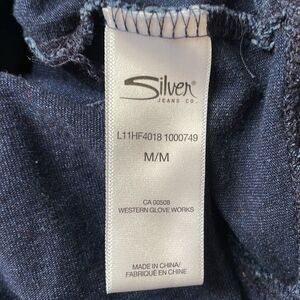 Silver
JEANS CO.
L11HF4018 1000749
M/M
CA 00508
WESTERN GLOVE WORKS
MADE IN CHINA/
FABRIQUÉ EN CHINE